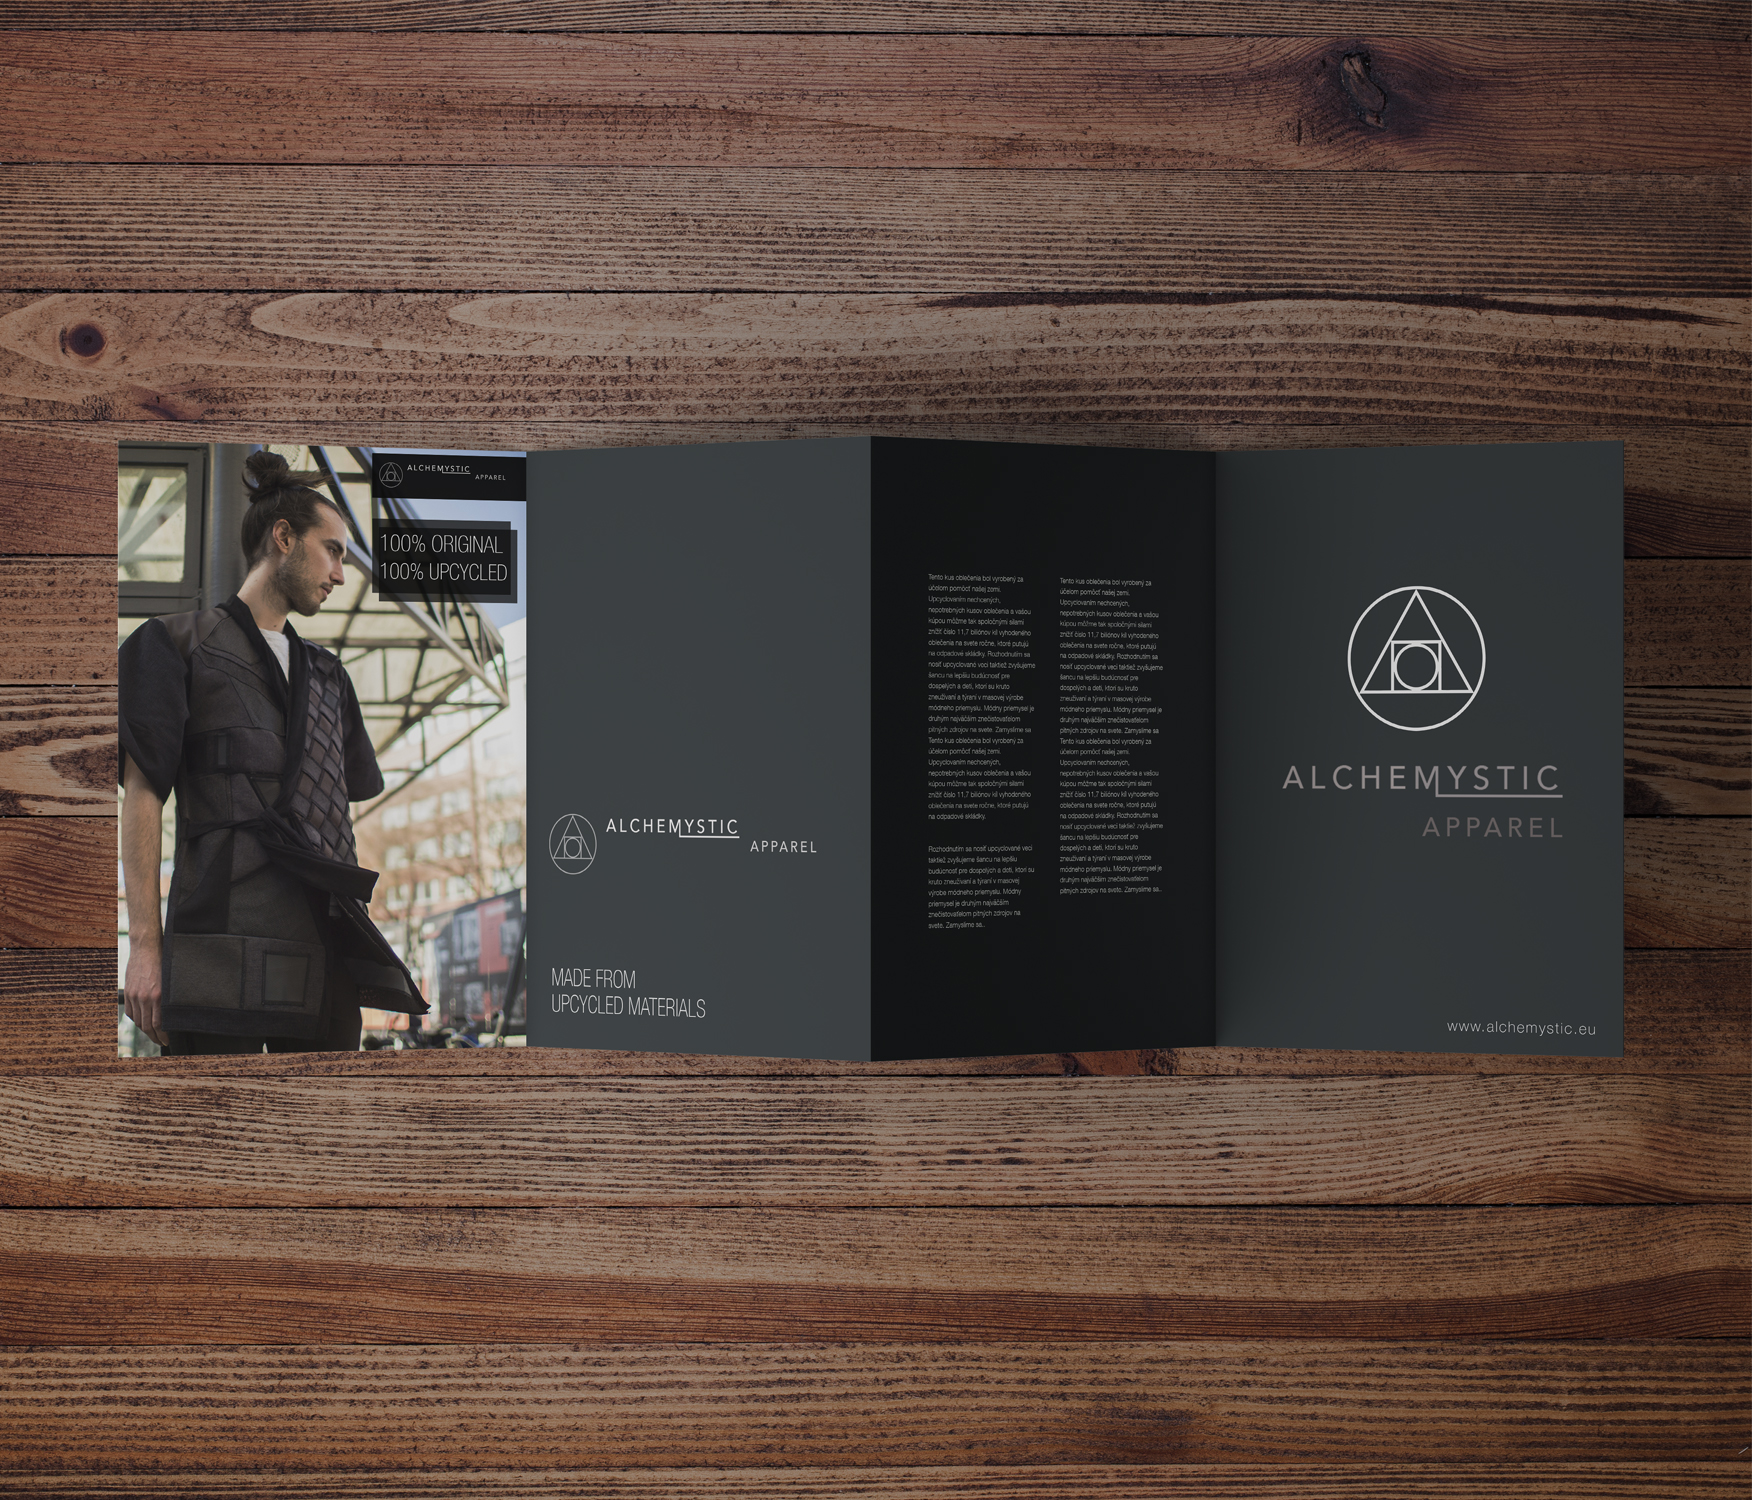 ALCHEMYSTIC
APPAREL
100% ORIGINAL
100% UPCYCLED
ALCHEMYSTIC
APPAREL
MADE FROM
UPCYCLED MATERIALS
Tento kus oblečenia bol vyrobený za
účelom pomôcť našej zemi.
Upcyclovaním nechcených,
nepotrebných kusov oblečenia a vašou
kúpou môžme tak spoločnými silami
znížiť číslo 11,7 biliónov kíl vyhodeného
oblečenia na svete ročne, ktoré putujú
na odpadové skládky. Rozhodnutím sa
nosiť upcyclované veci taktiež zvyšujeme
šancu na lepšiu budúcnosť pre
dospelých a deti, ktorí su kruto
zneužívaní a týraní v masovej výrobe
módneho priemyslu. Módny priemysel je
druhým najväčším znečistovateľom
pitných zdrojov na svete. Zamyslime sa
Tento kus oblečenia bol vyrobený za
účelom pomôcť našej zemi.
Upcyclovaním nechcených,
nepotrebných kusov oblečenia a vašou
kúpou môžme tak spoločnými silami
znížiť číslo 11,7 biliónov kíl vyhodeného
oblečenia na svete ročne, ktoré putujú
na odpadové skládky.
Rozhodnutím sa nosiť upcyclované veci
taktiež zvyšujeme šancu na lepšiu
budúcnosť pre dospelých a deti, ktorí su
kruto zneužívaní a týraní v masovej
výrobe módneho priemyslu. Módny
priemysel je druhým najväčším
znečistovateľom pitných zdrojov na
svete. Zamyslime sa..
Tento kus oblečenia bol vyrobený za
účelom pomôcť našej zemi.
Upcyclovaním nechcených,
nepotrebných kusov oblečenia a vašou
kúpou môžme tak spoločnými silami
znížiť číslo 11,7 biliónov kíl vyhodeného
oblečenia na svete ročne, ktoré putujú
na odpadové skládky. Rozhodnutím sa
nosiť upcyclované veci taktiež zvyšujeme
šancu na lepšiu budúcnosť pre
dospelých a deti, ktorí su kruto
zneužívaní a týraní v masovej výrobe
módneho priemyslu. Módny priemysel je
druhým najväčším znečistovateľom
pitných zdrojov na svete. Zamyslime sa
Tento kus oblečenia bol vyrobený za
účelom pomôcť našej zemi.
Upcyclovaním nechcených,
nepotrebných kusov oblečenia a vašou
kúpou môžme tak spoločnými silami
znížiť číslo 11,7 biliónov kíl vyhodeného
oblečenia na svete ročne, ktoré putujú
na odpadové skládky. Rozhodnutím sa
nosiť upcyclované veci taktiež zvyšujeme
šancu na lepšiu budúcnosť pre
dospelých a deti, ktorí su kruto
zneužívaní a týraní v masovej výrobe
módneho priemyslu. Módny priemysel je
druhým najväčším znečistovateľom
pitných zdrojov na svete. Zamyslime sa..
ALCHEMYSTIC
APPAREL
www.alchemystic.eu